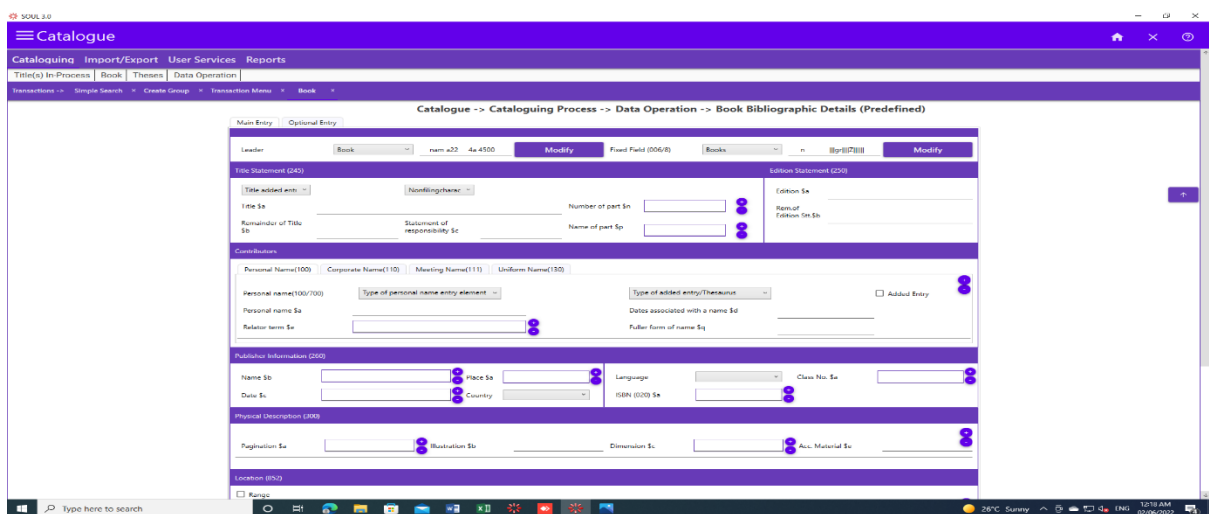 SOUL 3.0
Catalogue
Cataloguing Import/Export User Services Reports
Title(s) In-Process Book Theses Data Operation
Transactions -> Simple Search × Create Group × Transaction Menu × Book ×
Catalogue -> Cataloguing Process -> Data Operation -> Book Bibliographic Details (Predefined)
Main Entry Optional Entry
Leader Book nam a22 4a 4500 Modify Fixed Field (006/8) Books n Modify
Title Statement (245) Edition Statement (250)
Title added enti Nonfilingcharac Edition $a
Title $a Number of part $n Rem.of Edition Stt.$b
Remainder of Title $b Statement of responsibility $c Name of part $p
Contributors
Personal Name(100) Corporate Name(110) Meeting Name(111) Uniform Name(130)
Personal name(100/700) Type of personal name entry element Type of added entry/Thesaurus Added Entry
Personal name $a Dates associated with a name $d
Relator term $e Fuller form of name $q
Publisher Information (260)
Name $b Place $a Language Class No. $a
Date $c Country ISBN (020) $a
Physical Description (300)
Pagination $a Illustration $b Dimension $c Acc. Material $e
Location (852)
Range
Type here to search 26°C Sunny ENG 12:18 AM
02/06/2022